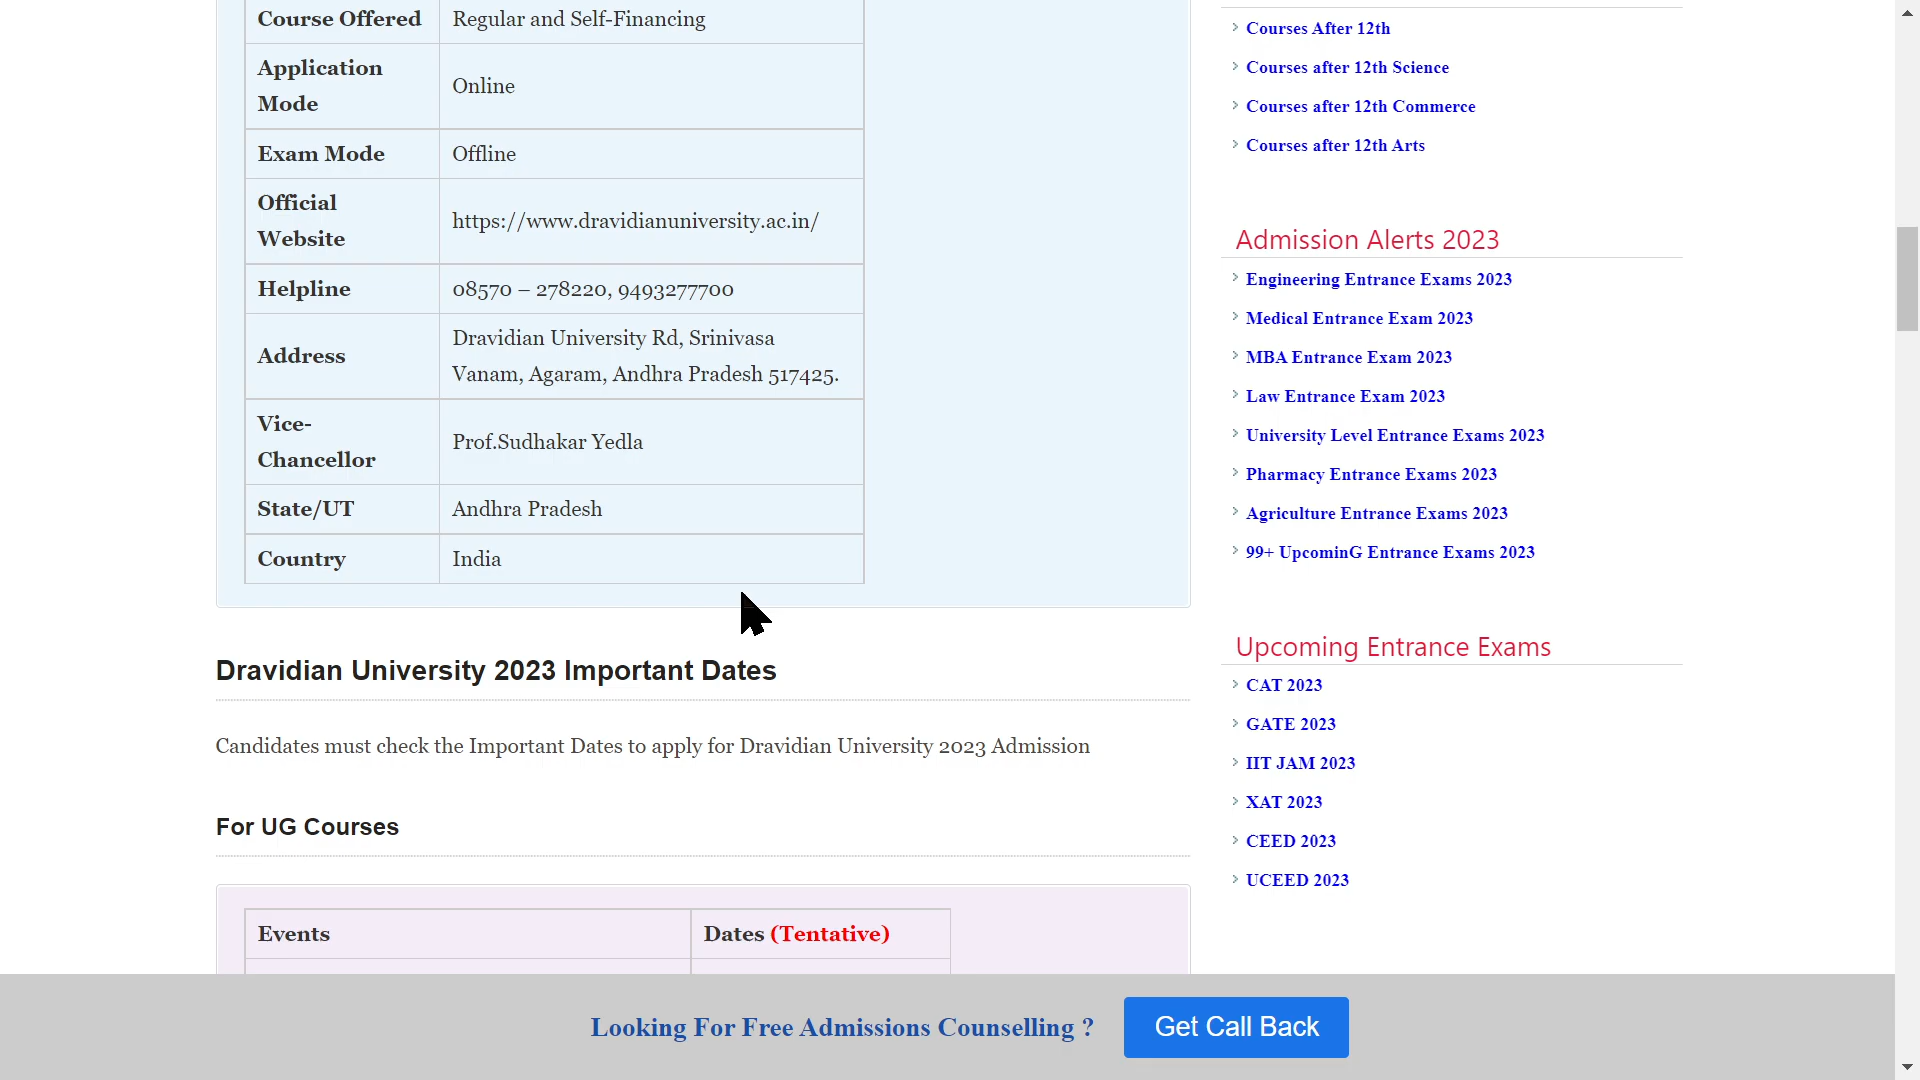 Course Offered Regular and Self-Financing
Application
Mode
Online
Exam Mode Offline
Official
Website
https://www.dravidianuniversity.ac.in/
Helpline 08570 – 278220, 9493277700
Address
Dravidian University Rd, Srinivasa
Vanam, Agaram, Andhra Pradesh 517425.
Vice-
Chancellor
Prof.Sudhakar Yedla
State/UT Andhra Pradesh
Country India
Dravidian University 2023 Important Dates
Candidates must check the Important Dates to apply for Dravidian University 2023 Admission
For UG Courses
Events Dates (Tentative)
Courses After 12th
Courses after 12th Science
Courses after 12th Commerce
Courses after 12th Arts
Admission Alerts 2023
Engineering Entrance Exams 2023
Medical Entrance Exam 2023
MBA Entrance Exam 2023
Law Entrance Exam 2023
University Level Entrance Exams 2023
Pharmacy Entrance Exams 2023
Agriculture Entrance Exams 2023
99+ UpcominG Entrance Exams 2023
Upcoming Entrance Exams
CAT 2023
GATE 2023
IIT JAM 2023
XAT 2023
CEED 2023
UCEED 2023
Looking For Free Admissions Counselling ? Get Call Back